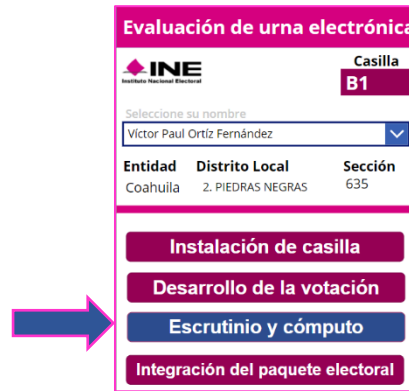 Evaluación de urna electrónica
INE
Instituto Nacional Electoral
Casilla
B1
Seleccione su nombre
Víctor Paul Ortíz Fernández
Entidad Distrito Local Sección
Coahuila 2. PIEDRAS NEGRAS 635
Instalación de casilla
Desarrollo de la votación
Escrutinio y cómputo
Integración del paquete electoral